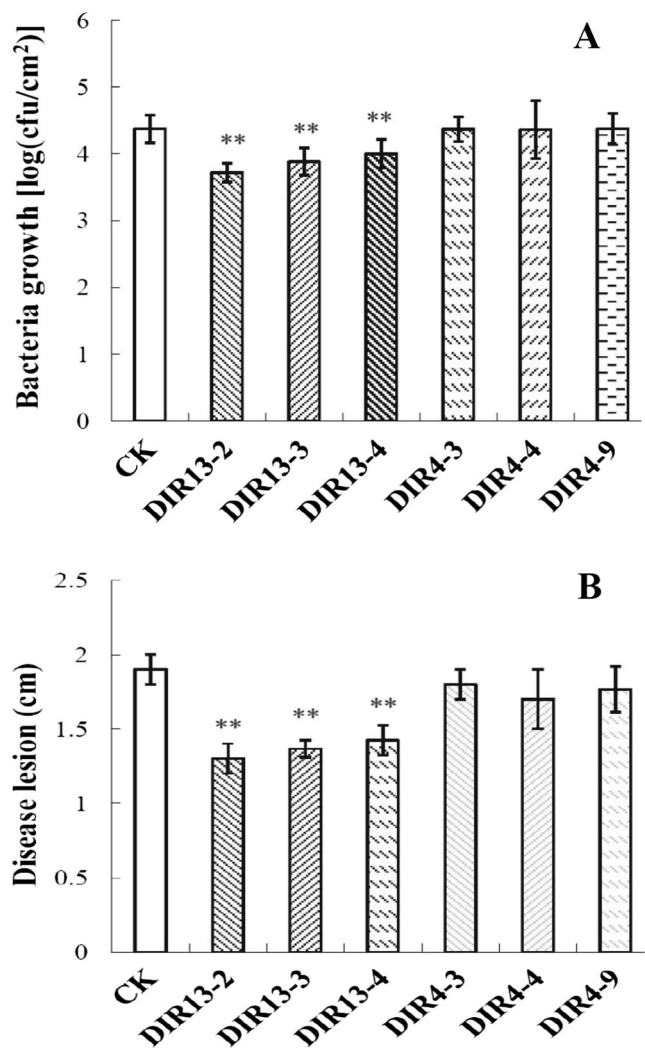 A
Bacteria growth [log(cfu/cm²)]
6
5
4
3
2
1
0
** ** **
CK DIR13-2 DIR13-3 DIR13-4 DIR4-3 DIR4-4 DIR4-9
B
Disease lesion (cm)
2.5
2
1.5
1
0.5
0
** ** **
CK DIR13-2 DIR13-3 DIR13-4 DIR4-3 DIR4-4 DIR4-9